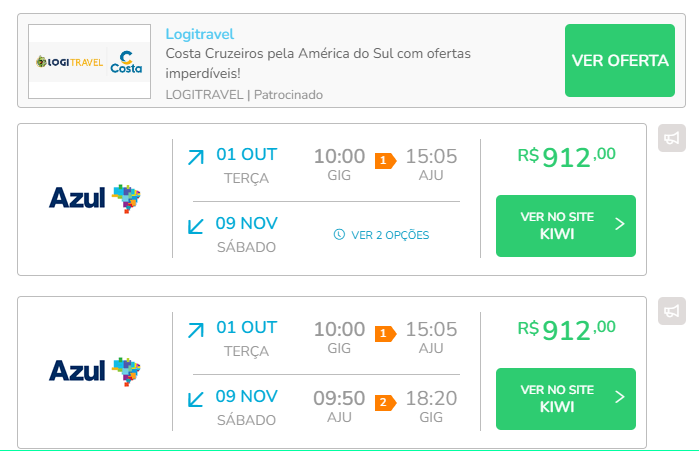 Logitravel
LOGITRAVEL Costa
Costa Cruzeiros pela América do Sul com ofertas
imperdíveis!
LOGITRAVEL | Patrocinado
VER OFERTA
Azul
01 OUT
TERÇA
10:00 1 15:05
GIG AJU
09 NOV
SÁBADO
VER 2 OPÇÕES
R$ 912,00
VER NO SITE
KIWI
Azul
01 OUT
TERÇA
10:00 1 15:05
GIG AJU
09 NOV
SÁBADO
09:50 2 18:20
AJU GIG
R$ 912,00
VER NO SITE
KIWI